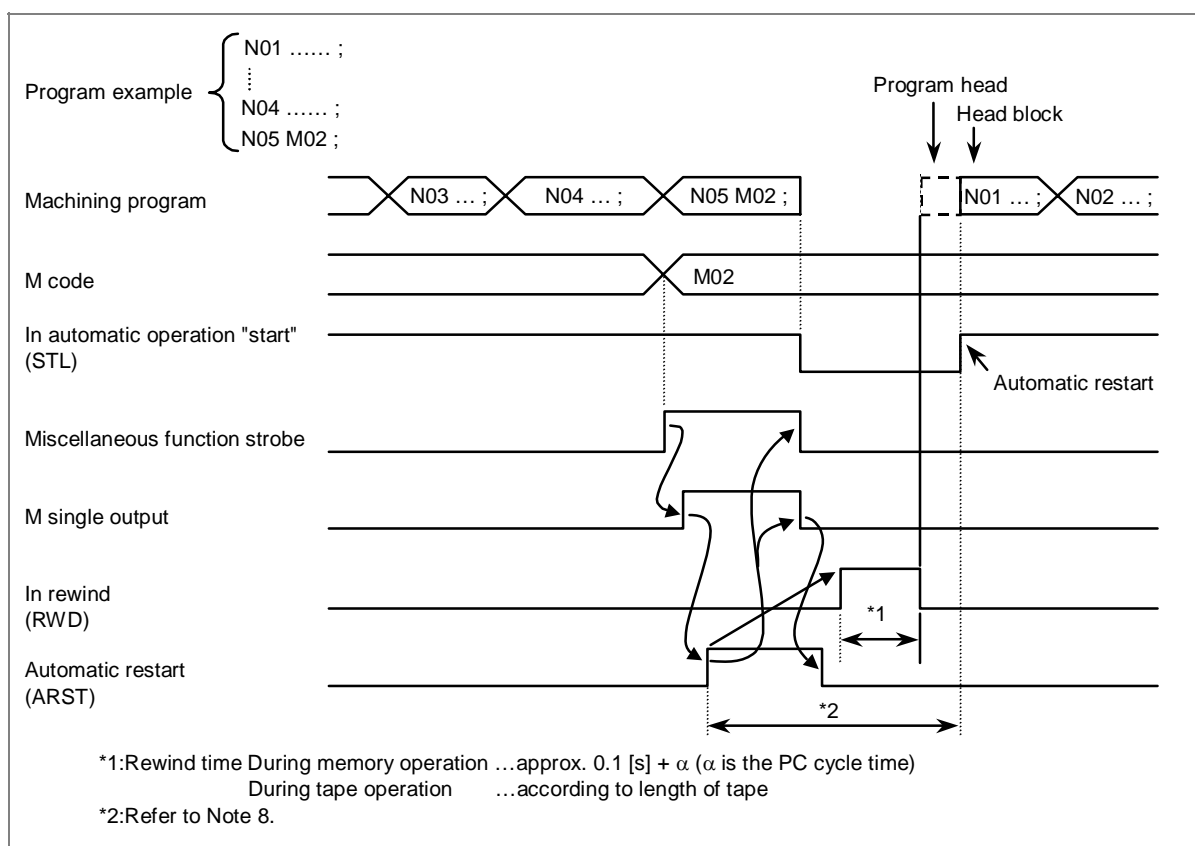 Program example
N01 …… ;
N04 …… ;
N05 M02 ;
Program head
Head block
Machining program
N03 … ;
N04 … ;
N05 M02 ;
N01 … ;
N02 … ;
M code
M02
In automatic operation "start"
(STL)
Automatic restart
Miscellaneous function strobe
M single output
In rewind
(RWD)
*1
Automatic restart
(ARST)
*2
*1:Rewind time During memory operation …approx. 0.1 [s] + α (α is the PC cycle time)
During tape operation …according to length of tape
*2:Refer to Note 8.